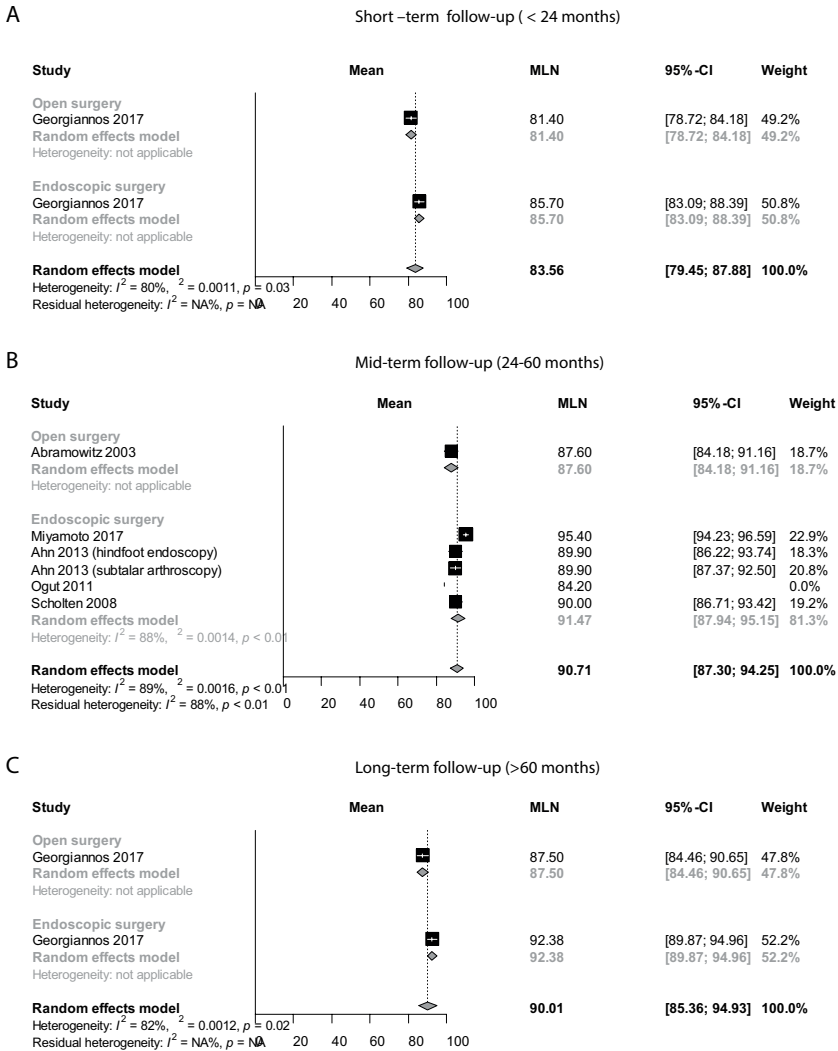 A
Short –term follow-up ( < 24 months)
Study Mean MLN 95%-CI Weight
Open surgery
Georgiannos 2017 81.40 [78.72; 84.18] 49.2%
Random effects model 81.40 [78.72; 84.18] 49.2%
Heterogeneity: not applicable
Endoscopic surgery
Georgiannos 2017 85.70 [83.09; 88.39] 50.8%
Random effects model 85.70 [83.09; 88.39] 50.8%
Heterogeneity: not applicable
Random effects model 83.56 [79.45; 87.88] 100.0%
Heterogeneity: I² = 80%, ² = 0.0011, p = 0.03
Residual heterogeneity: I² = NA%, p = NA
0 20 40 60 80 100
B
Mid-term follow-up (24-60 months)
Study Mean MLN 95%-CI Weight
Open surgery
Abramowitz 2003 87.60 [84.18; 91.16] 18.7%
Random effects model 87.60 [84.18; 91.16] 18.7%
Heterogeneity: not applicable
Endoscopic surgery
Miyamoto 2017 95.40 [94.23; 96.59] 22.9%
Ahn 2013 (hindfoot endoscopy) 89.90 [86.22; 93.74] 18.3%
Ahn 2013 (subtalar arthroscopy) 89.90 [87.37; 92.50] 20.8%
Ogut 2011 84.20 0.0%
Scholten 2008 90.00 [86.71; 93.42] 19.2%
Random effects model 91.47 [87.94; 95.15] 81.3%
Heterogeneity: I² = 88%, ² = 0.0014, p < 0.01
Random effects model 90.71 [87.30; 94.25] 100.0%
Heterogeneity: I² = 89%, ² = 0.0016, p < 0.01
Residual heterogeneity: I² = 88%, p < 0.01
0 20 40 60 80 100
C
Long-term follow-up (>60 months)
Study Mean MLN 95%-CI Weight
Open surgery
Georgiannos 2017 87.50 [84.46; 90.65] 47.8%
Random effects model 87.50 [84.46; 90.65] 47.8%
Heterogeneity: not applicable
Endoscopic surgery
Georgiannos 2017 92.38 [89.87; 94.96] 52.2%
Random effects model 92.38 [89.87; 94.96] 52.2%
Heterogeneity: not applicable
Random effects model 90.01 [85.36; 94.93] 100.0%
Heterogeneity: I² = 82%, ² = 0.0012, p = 0.02
Residual heterogeneity: I² = NA%, p = NA
0 20 40 60 80 100